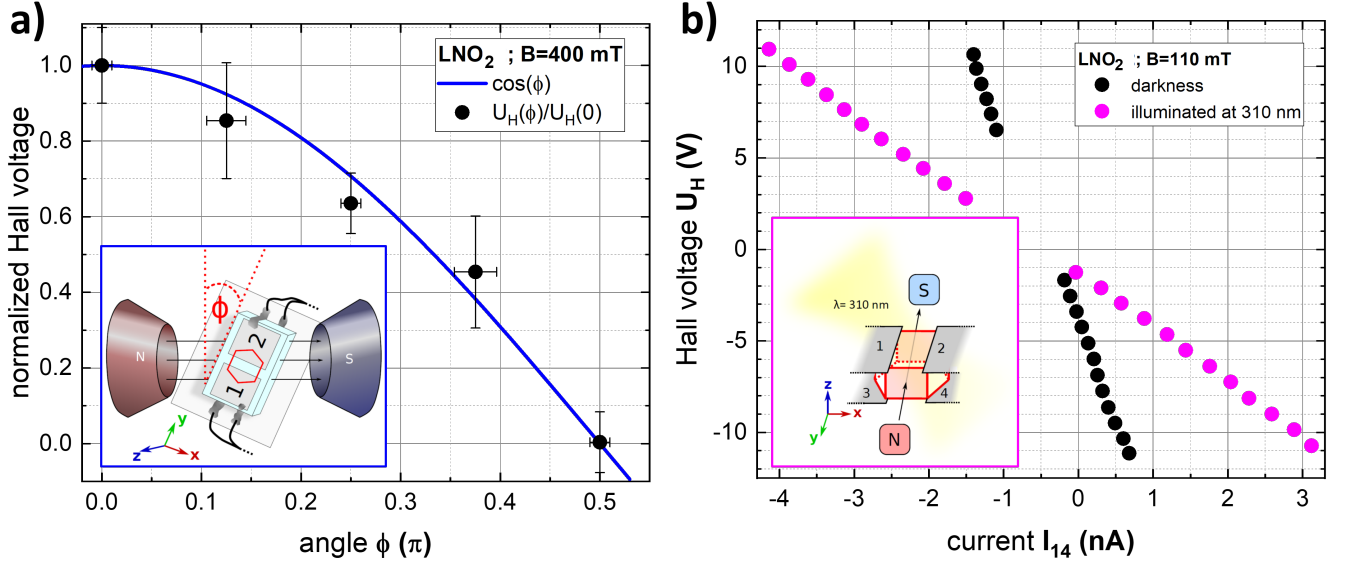 a)
normalized Hall voltage
1.0
0.8
0.6
0.4
0.2
0.0
LNO₂ ; B=400 mT
cos(ϕ)
U_H(ϕ)/U_H(0)
ϕ
N
S
2
1
y
z
x
0.0 0.1 0.2 0.3 0.4 0.5
angle ϕ (π)
b)
Hall voltage U_H (V)
10
5
0
-5
-10
LNO₂ ; B=110 mT
darkness
illuminated at 310 nm
λ= 310 nm
S
1 2
3 4
N
z
x
y
-4 -3 -2 -1 0 1 2 3
current I₁₄ (nA)